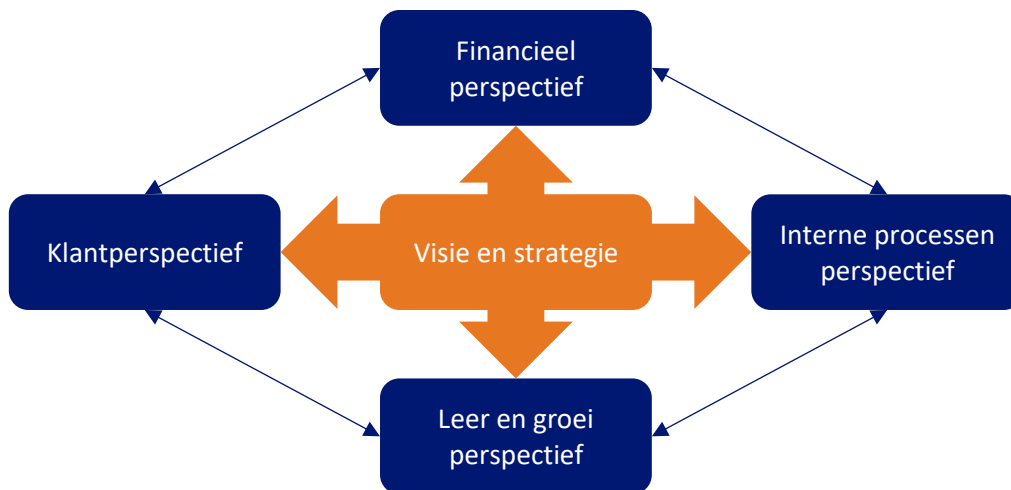 Financieel
perspectief
Klantperspectief
Visie en strategie
Interne processen
perspectief
Leer en groei
perspectief